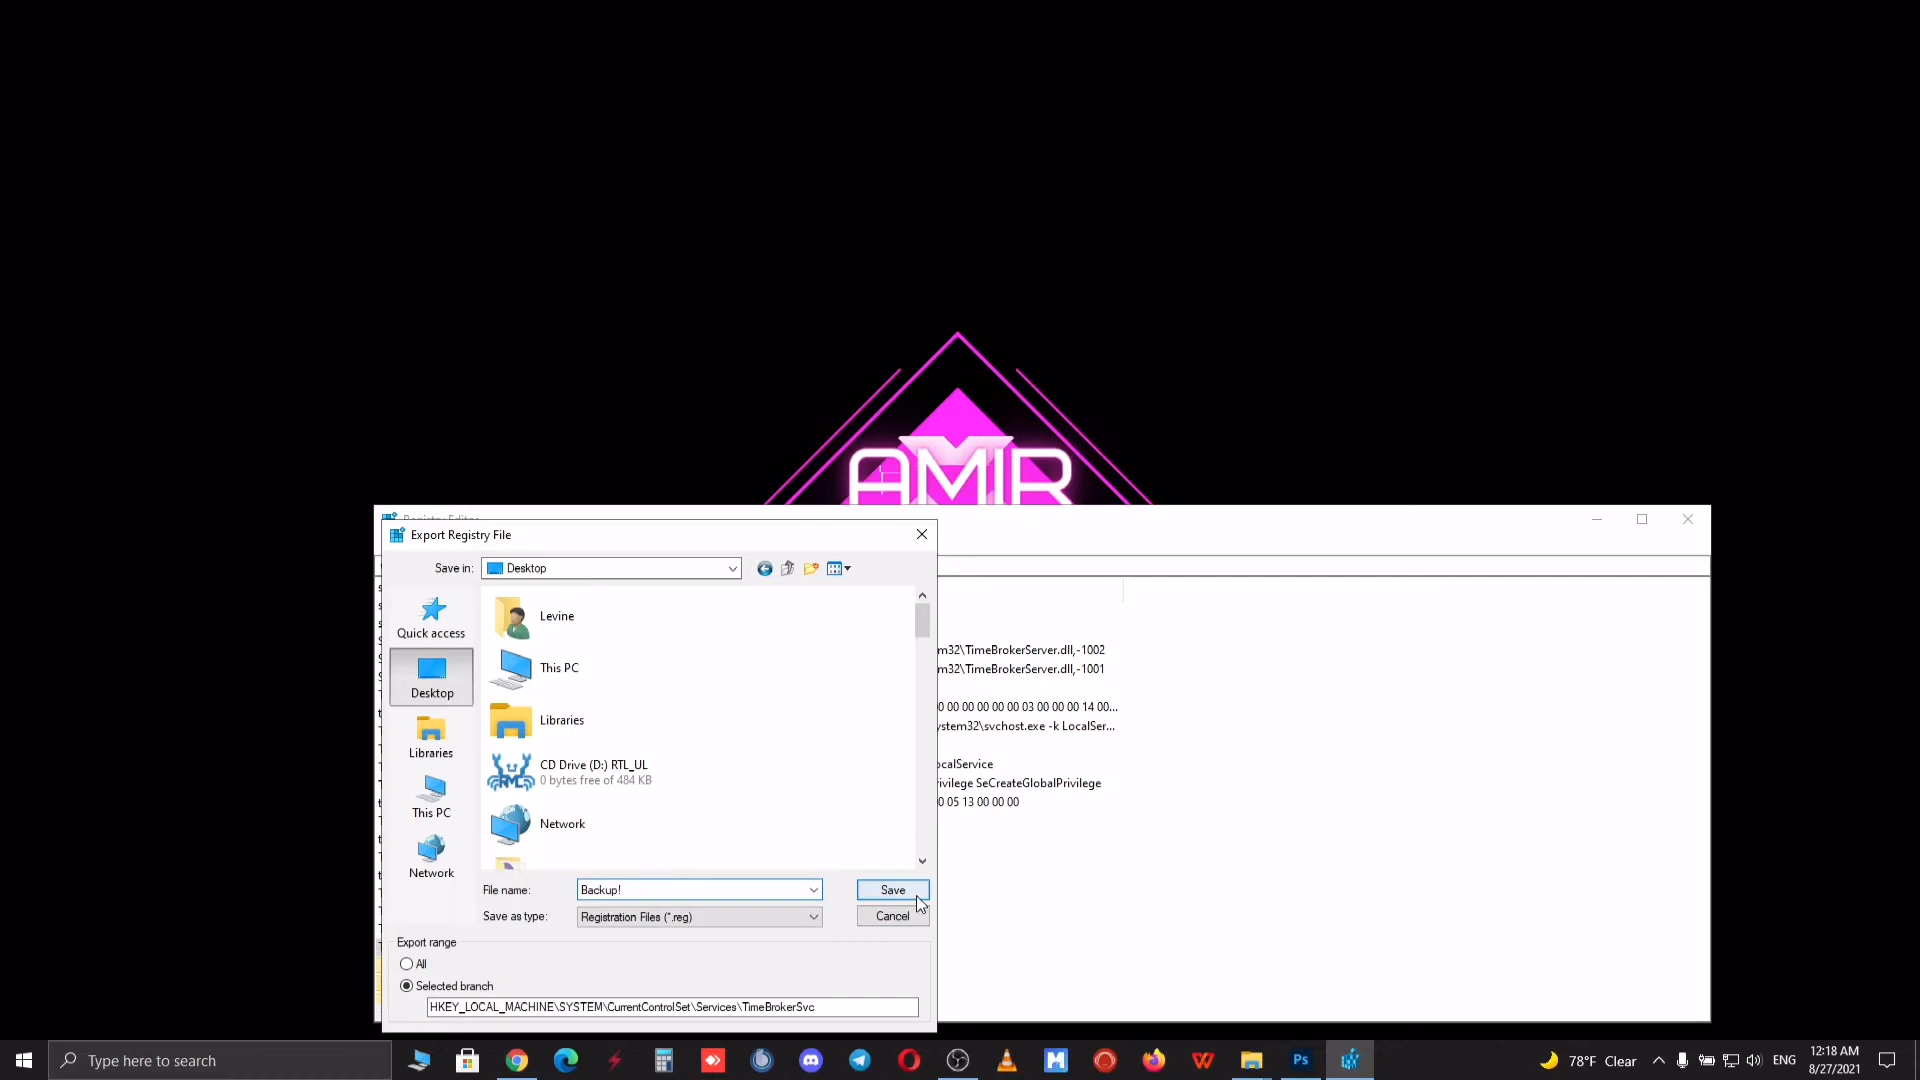 AMIR
Registry Editor
Export Registry File
Save in:
Desktop
Quick access
Desktop
Libraries
This PC
Network
Levine
This PC
Libraries
CD Drive (D:) RTL_UL
0 bytes free of 484 KB
Network
m32\TimeBrokerServer.dll,-1002
m32\TimeBrokerServer.dll,-1001
0 00 00 00 00 00 03 00 00 00 14 00...
ystem32\svchost.exe -k LocalSer...
ocalService
ivilege SeCreateGlobalPrivilege
0 05 13 00 00 00
File name:
Backup!
Save
Save as type:
Registration Files (*.reg)
Cancel
Export range
All
Selected branch
HKEY_LOCAL_MACHINE\SYSTEM\CurrentControlSet\Services\TimeBrokerSvc
Type here to search
Ps
78°F Clear
ENG
12:18 AM
8/27/2021